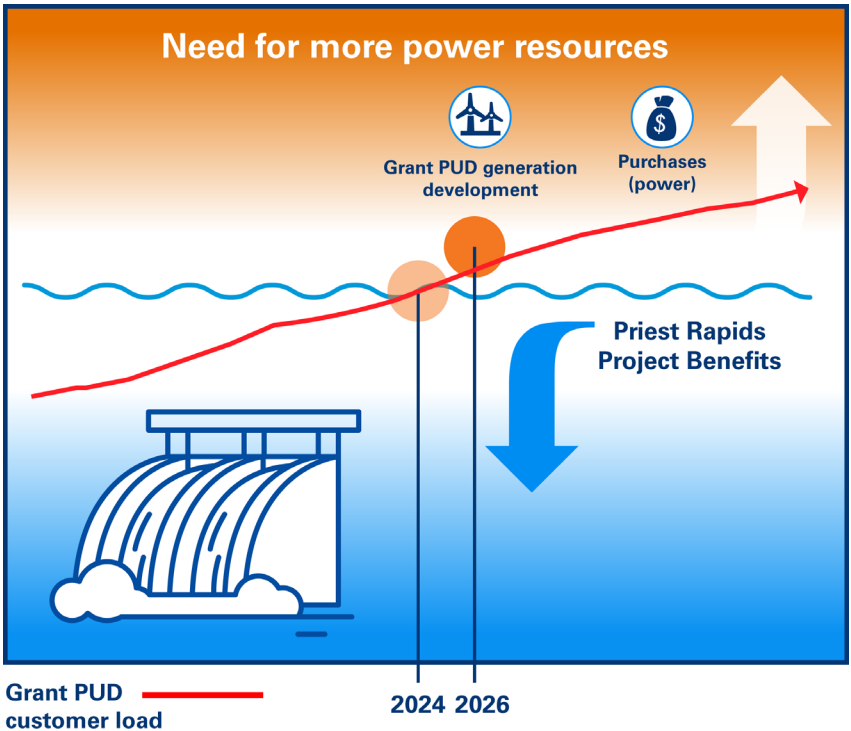 Need for more power resources
$
Grant PUD generation
development
Purchases
(power)
Priest Rapids
Project Benefits
2024 2026
Grant PUD
customer load